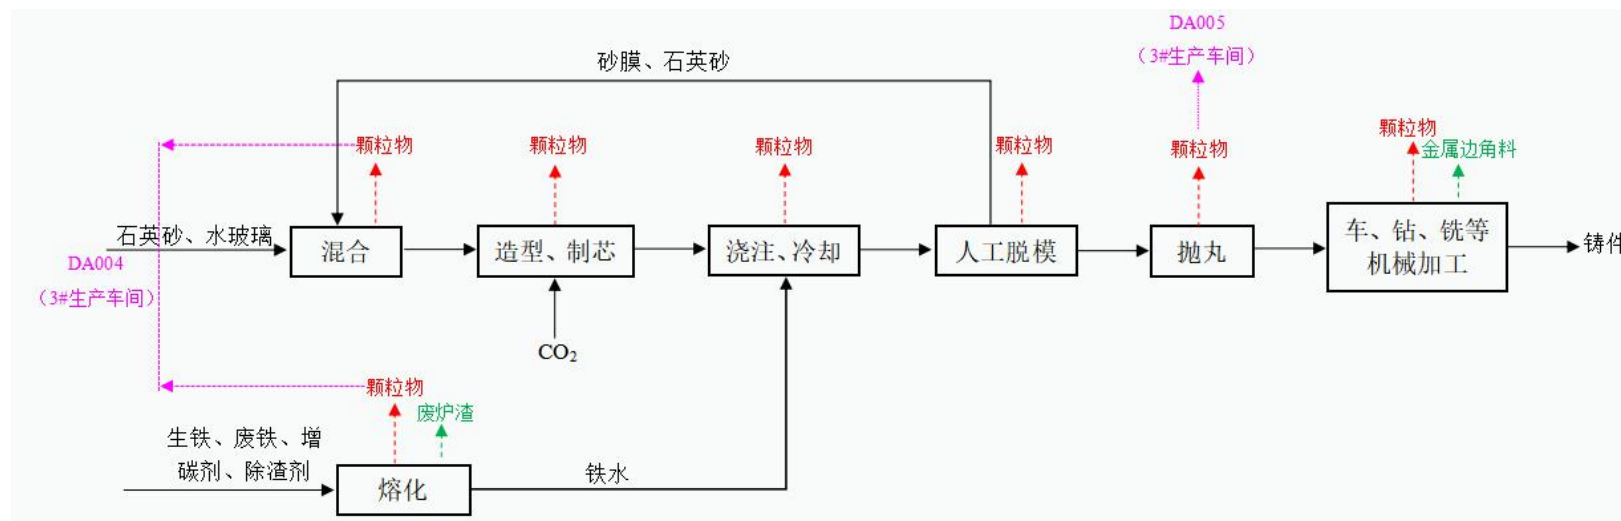 DA005
（3#生产车间）
砂膜、石英砂
颗粒物
颗粒物
颗粒物
颗粒物
颗粒物
颗粒物
金属边角料
石英砂、水玻璃
混合
造型、制芯
浇注、冷却
人工脱模
抛丸
车、钻、铣等
机械加工
铸件
DA004
（3#生产车间）
CO₂
颗粒物
废炉渣
生铁、废铁、增
碳剂、除渣剂
熔化
铁水